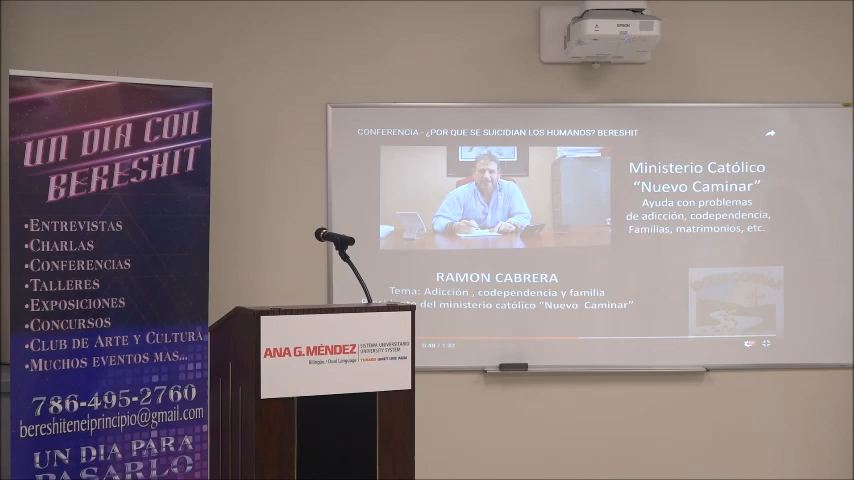 UN DIA CON
BERESHIT
•ENTREVISTAS
•CHARLAS
•CONFERENCIAS
•TALLERES
•EXPOSICIONES
•CONCURSOS
•CLUB DE ARTE Y CULTURA
•MUCHOS EVENTOS MAS...
786-495-2760
bereshitenelprincipio@gmail.com
UN DIA PARA
PASARLO
ANA G. MÉNDEZ
SISTEMA UNIVERSITARIO
UNIVERSITY SYSTEM
Bilingüe / Dual Language
EPSON
CONFERENCIA - ¿POR QUE SE SUICIDIAN LOS HUMANOS? BERESHIT
Ministerio Católico
"Nuevo Caminar"
Ayuda con problemas
de adicción, codependencia,
Familias, matrimonios, etc.
RAMON CABRERA
Tema: Adicción , codependencia y familia
del ministerio católico "Nuevo Caminar"